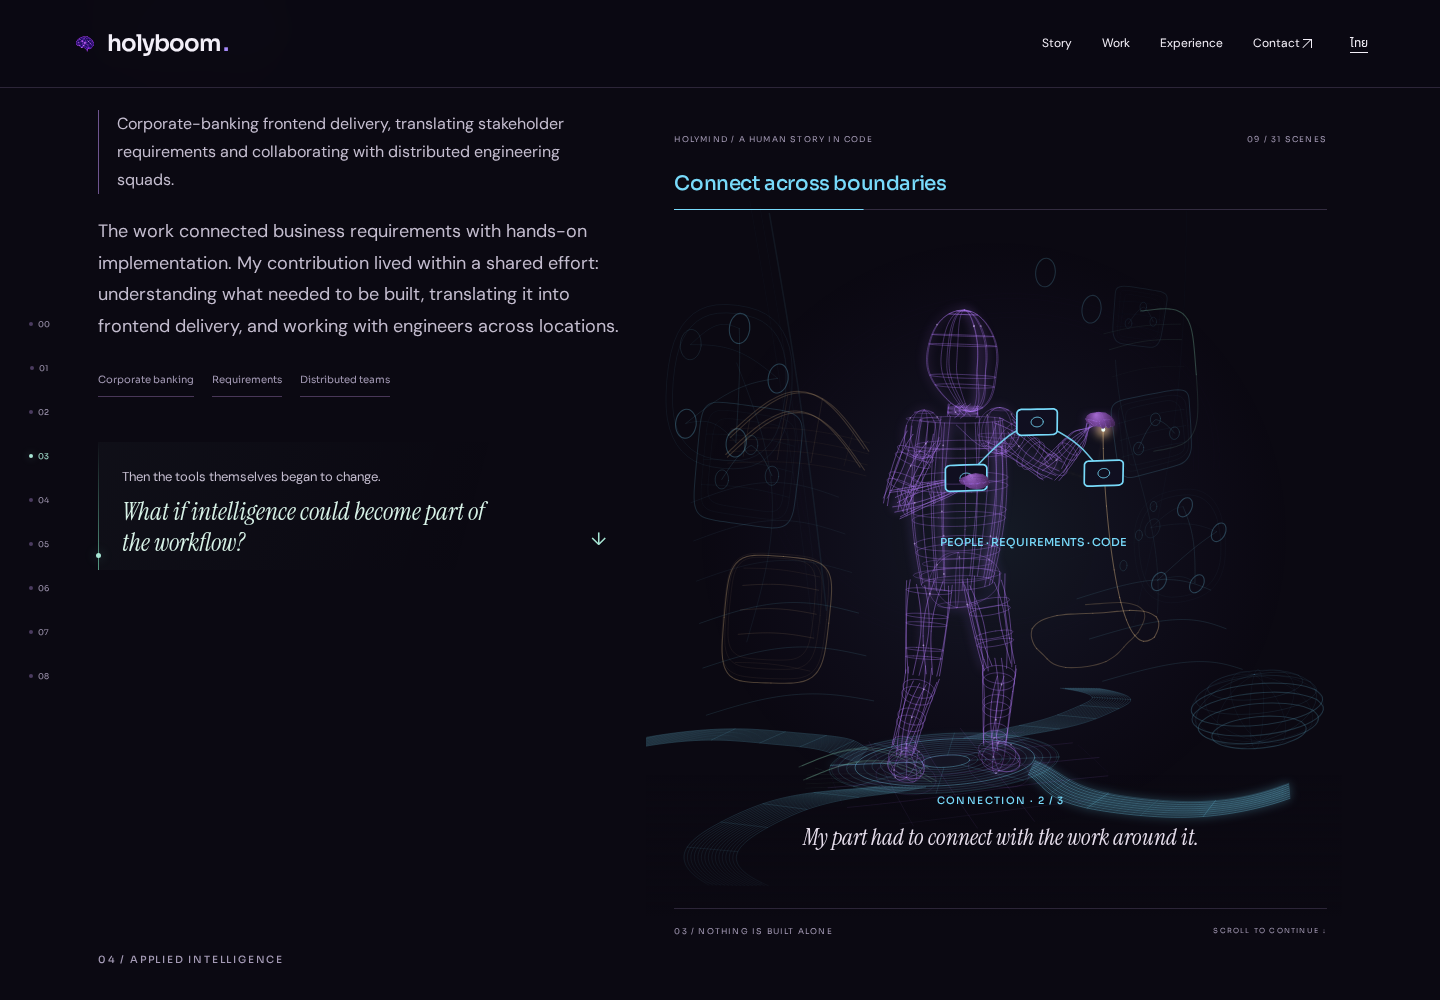 holyboom.
Story
Work
Experience
Contact
ไทย
Corporate-banking frontend delivery, translating stakeholder
requirements and collaborating with distributed engineering
squads.
The work connected business requirements with hands-on
implementation. My contribution lived within a shared effort:
understanding what needed to be built, translating it into
frontend delivery, and working with engineers across locations.
Corporate banking
Requirements
Distributed teams
Then the tools themselves began to change.
What if intelligence could become part of
the workflow?
00
01
02
03
04
05
06
07
08
04 / APPLIED INTELLIGENCE
HOLYMIND / A HUMAN STORY IN CODE
09 / 31 SCENES
Connect across boundaries
PEOPLE · REQUIREMENTS · CODE
CONNECTION · 2 / 3
My part had to connect with the work around it.
03 / NOTHING IS BUILT ALONE
SCROLL TO CONTINUE ↓